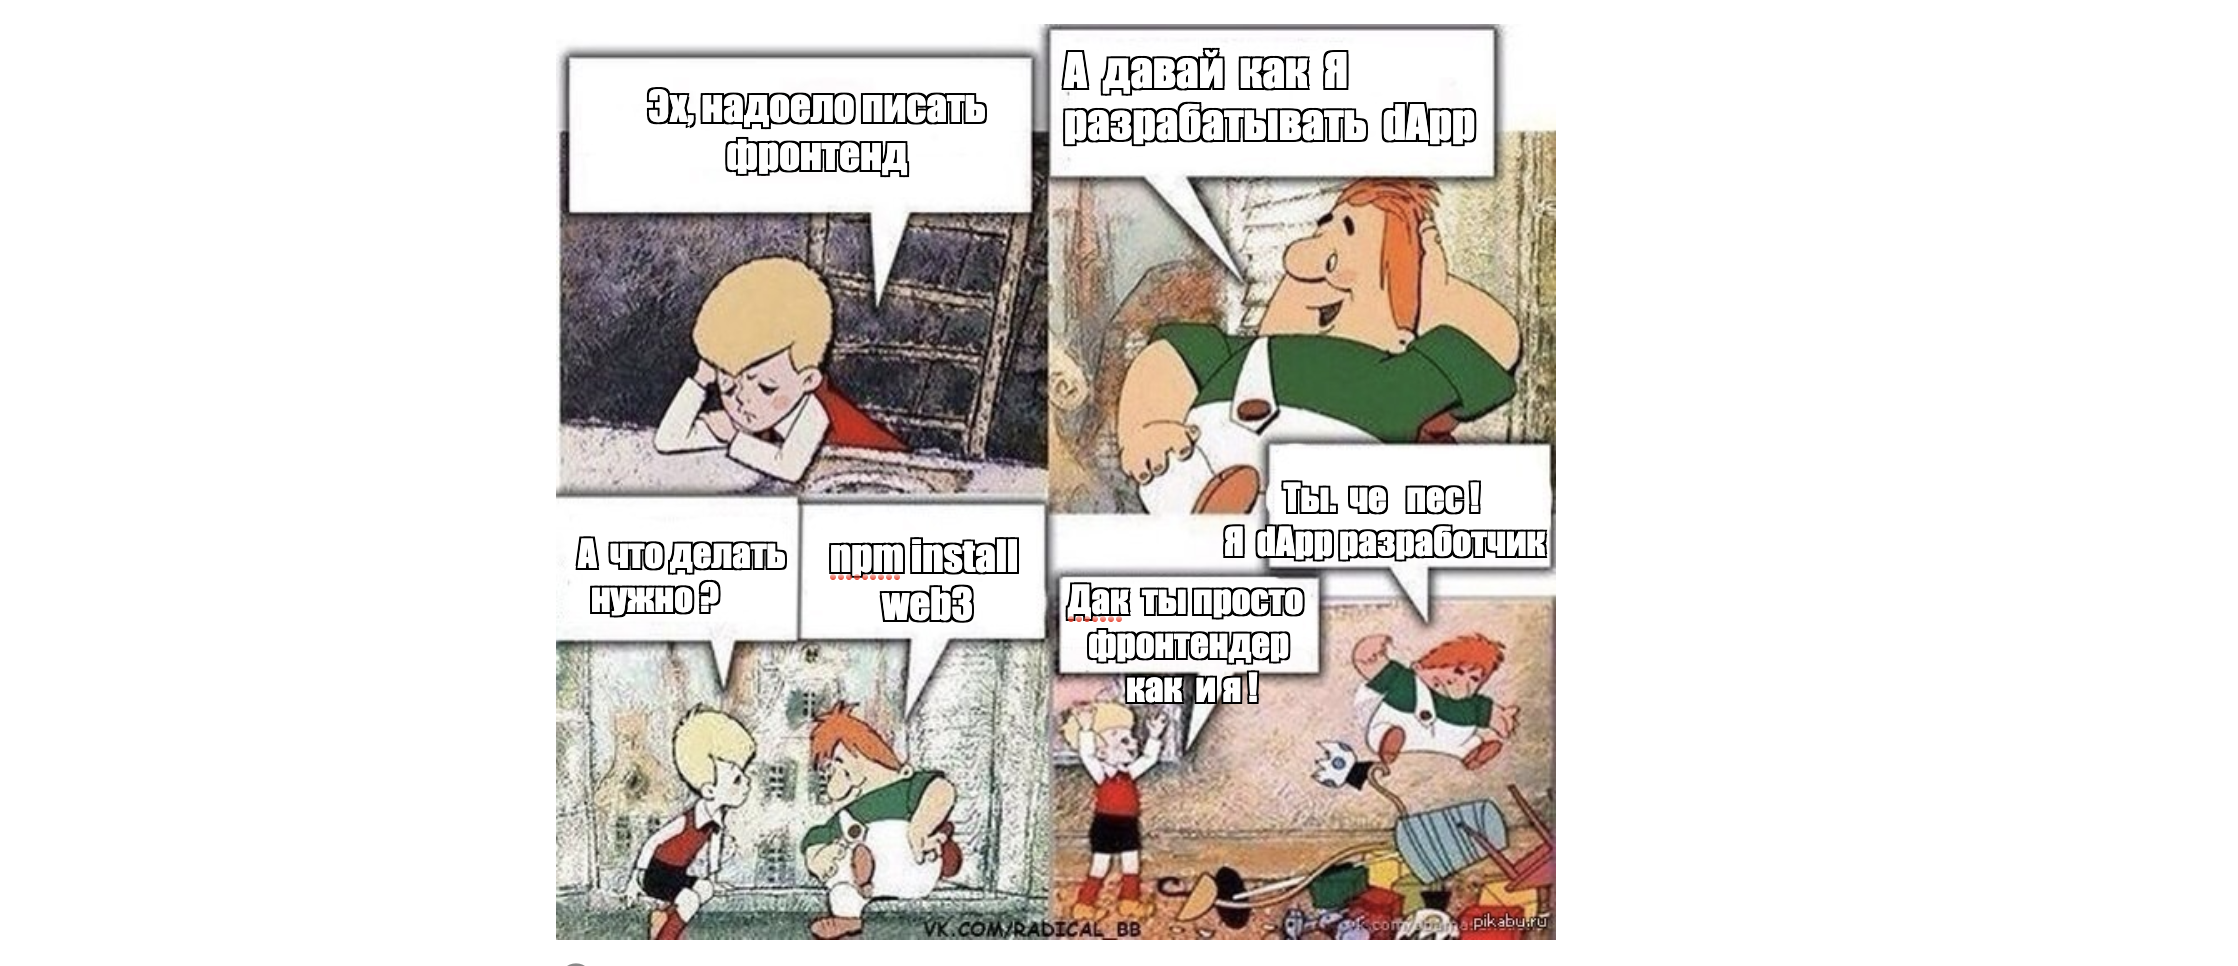 Эх, надоело писать
фронтенд
А давай как Я
разрабатывать dApp
А что делать
нужно ?
npm install
web3
Ты. че пес !
Я dApp разработчик
Дак ты просто
фронтендер
как и я !
VK.COM/RADICAL_BB
pikabu.ru